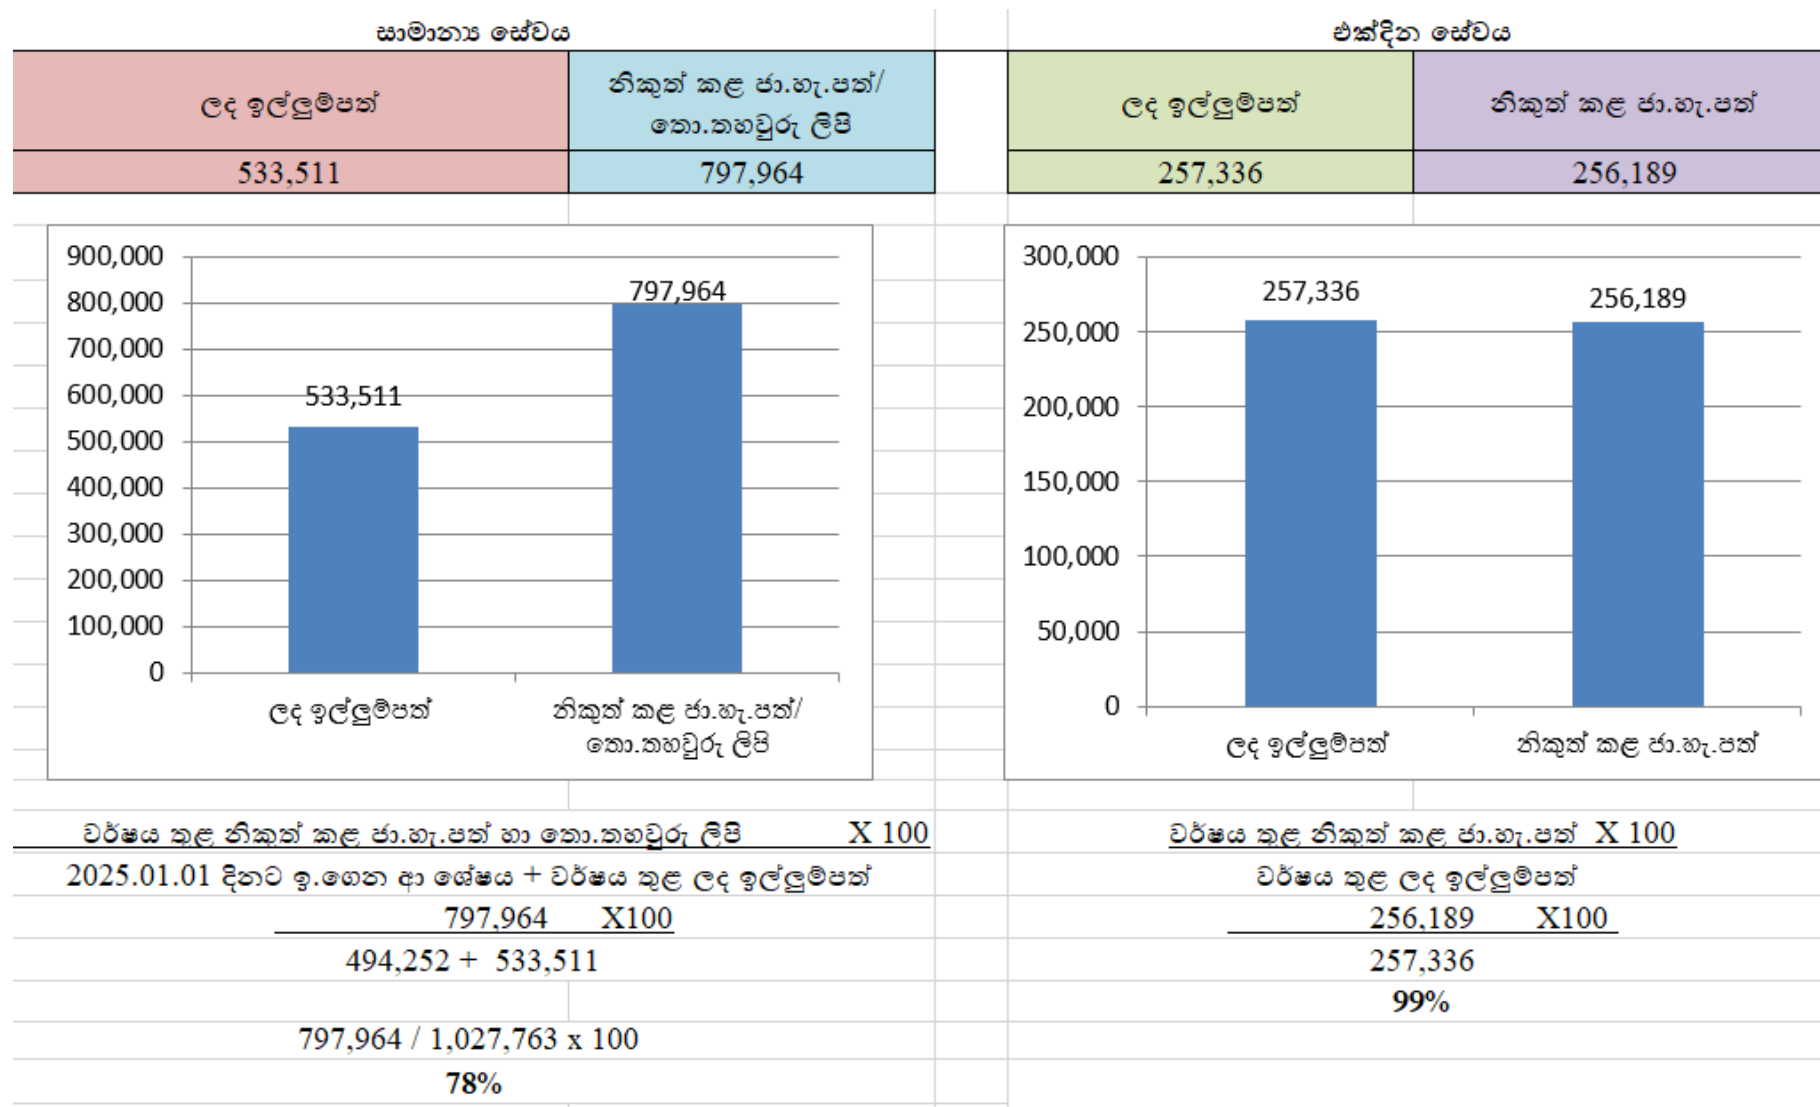 සාමාන්‍ය සේවය
ලද ඉල්ලුම්පත්
නිකුත් කළ ජා.හැ.පත්/
තො.තහවුරු ලිපි
533,511
797,964
900,000
800,000
700,000
600,000
500,000
400,000
300,000
200,000
100,000
0
533,511
797,964
ලද ඉල්ලුම්පත්
නිකුත් කළ ජා.හැ.පත්/
තො.තහවුරු ලිපි
වර්ෂය තුළ නිකුත් කළ ජා.හැ.පත් හා තො.තහවුරු ලිපි X 100
2025.01.01 දිනට ඉ.ගෙන ආ ශේෂය + වර්ෂය තුළ ලද ඉල්ලුම්පත්
797,964 X100
494,252 + 533,511
797,964 / 1,027,763 x 100
78%
එක්දින සේවය
ලද ඉල්ලුම්පත්
නිකුත් කළ ජා.හැ.පත්
257,336
256,189
300,000
250,000
200,000
150,000
100,000
50,000
0
257,336
256,189
ලද ඉල්ලුම්පත්
නිකුත් කළ ජා.හැ.පත්
වර්ෂය තුළ නිකුත් කළ ජා.හැ.පත් X 100
වර්ෂය තුළ ලද ඉල්ලුම්පත්
256,189 X100
257,336
99%